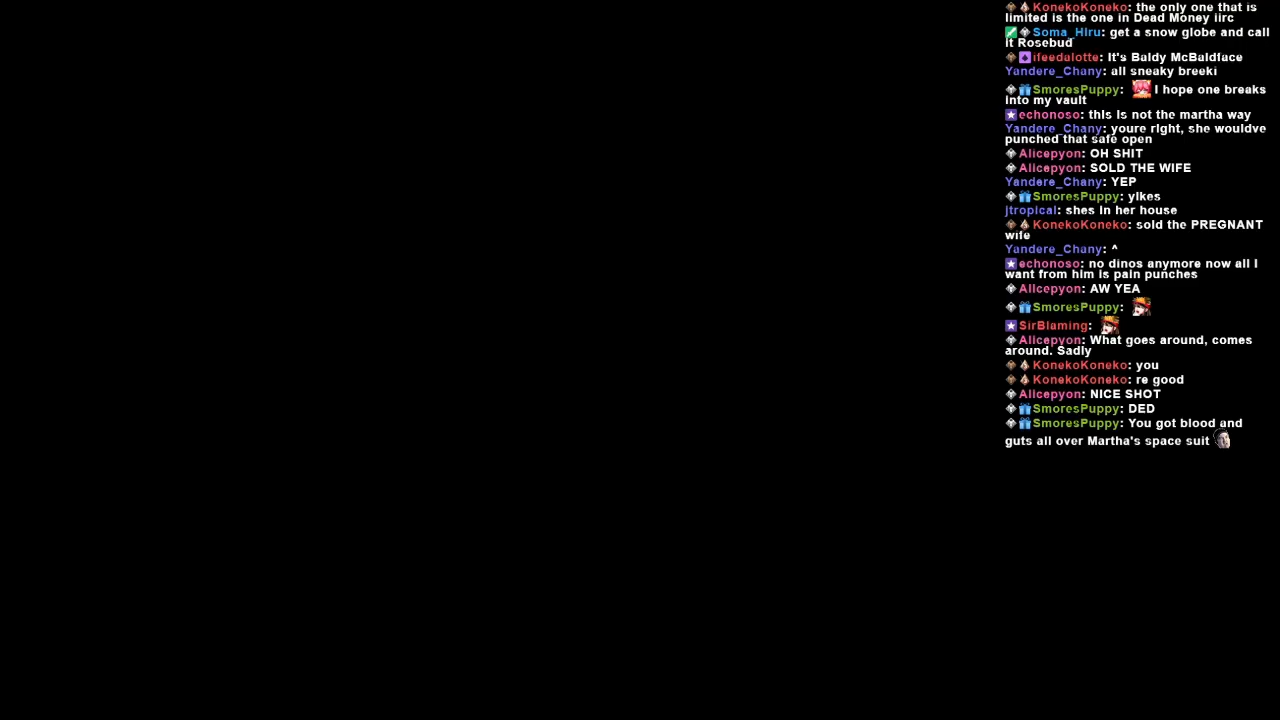 KonekoKoneko: the only one that is
limited is the one in Dead Money iirc
Soma_Hiru: get a snow globe and call
it Rosebud
ifeedalotte: It's Baldy McBaldface
Yandere_Chany: all sneaky breeki
SmoresPuppy: I hope one breaks
into my vault
echonoso: this is not the martha way
Yandere_Chany: youre right, she wouldve
punched that safe open
Alicepyon: OH SHIT
Alicepyon: SOLD THE WIFE
Yandere_Chany: YEP
SmoresPuppy: yikes
jtropical: shes in her house
KonekoKoneko: sold the PREGNANT
wife
Yandere_Chany: ^
echonoso: no dinos anymore now all I
want from him is pain punches
Alicepyon: AW YEA
SmoresPuppy:
SirBlaming:
Alicepyon: What goes around, comes
around. Sadly
KonekoKoneko: you
KonekoKoneko: re good
Alicepyon: NICE SHOT
SmoresPuppy: DED
SmoresPuppy: You got blood and
guts all over Martha's space suit